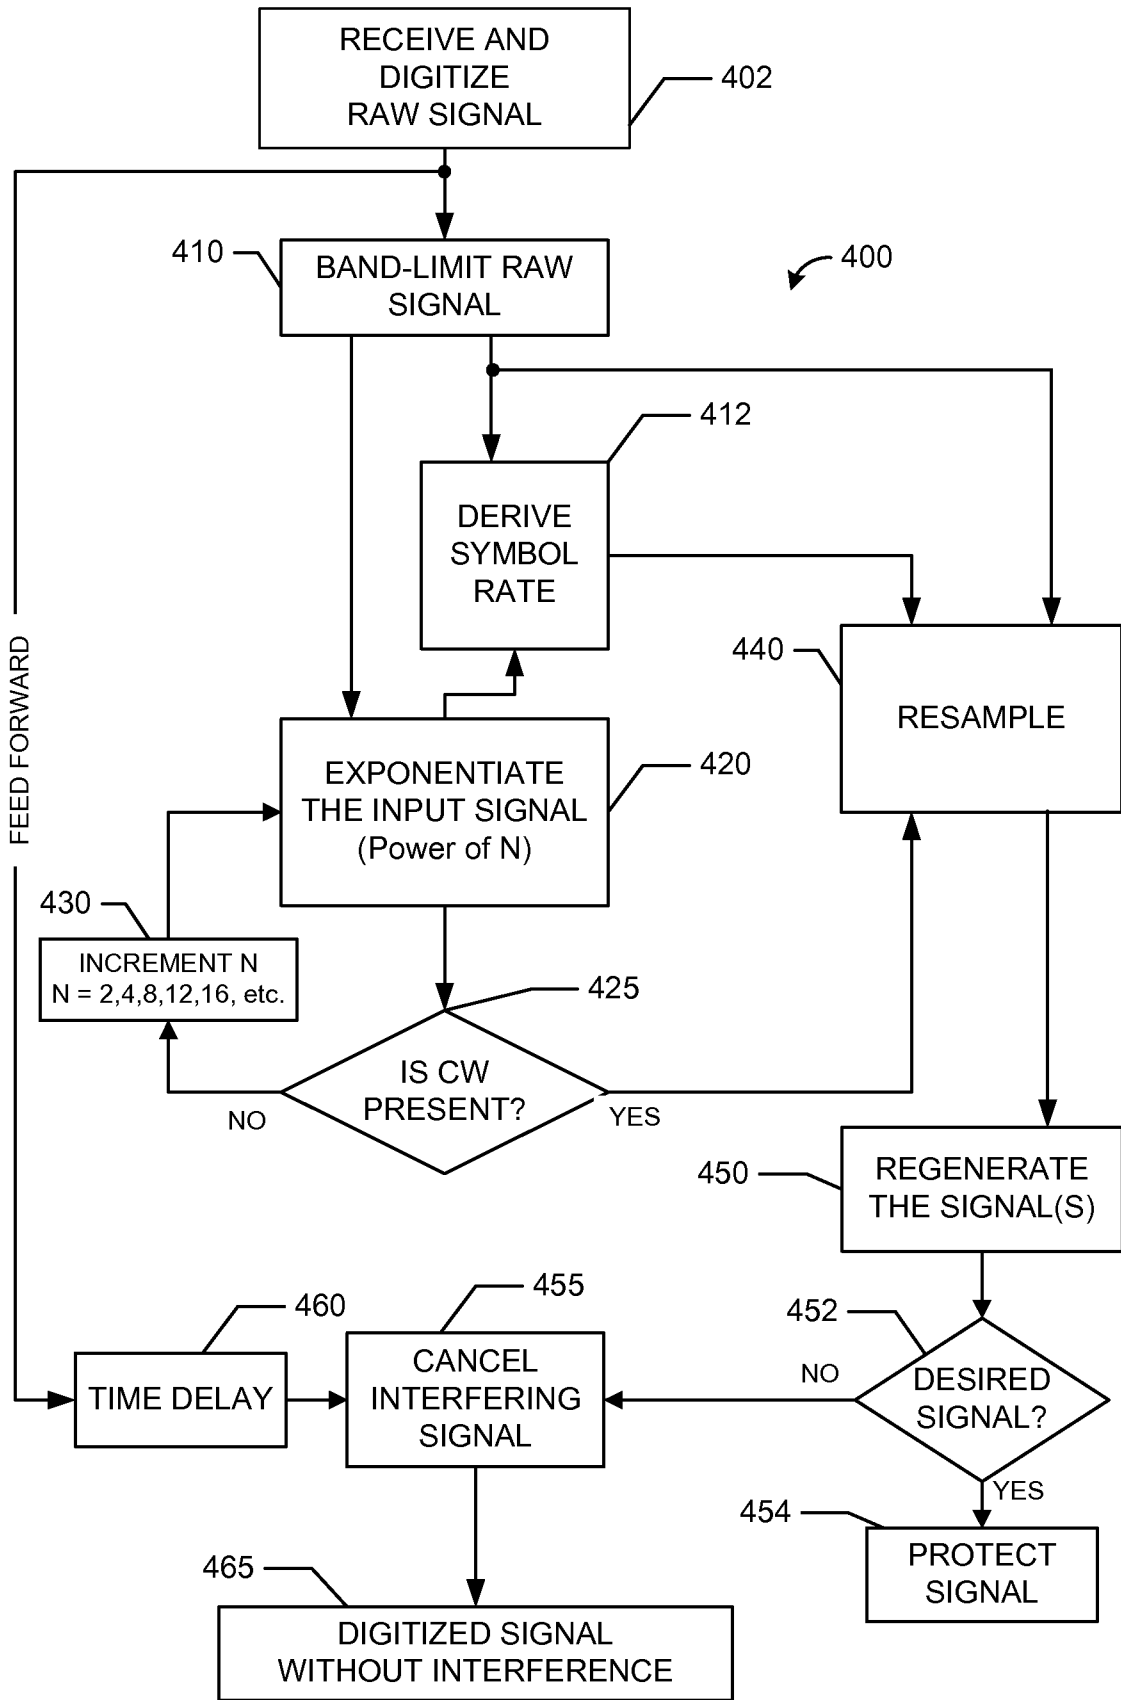 RECEIVE AND
DIGITIZE
RAW SIGNAL
402
410
BAND-LIMIT RAW
SIGNAL
400
412
DERIVE
SYMBOL
RATE
FEED FORWARD
440
RESAMPLE
EXPONENTIATE
THE INPUT SIGNAL
(Power of N)
420
430
INCREMENT N
N = 2,4,8,12,16, etc.
425
IS CW
PRESENT?
NO
YES
450
REGENERATE
THE SIGNAL(S)
455
460
452
CANCEL
INTERFERING
SIGNAL
TIME DELAY
NO
DESIRED
SIGNAL?
YES
454
PROTECT
SIGNAL
465
DIGITIZED SIGNAL
WITHOUT INTERFERENCE